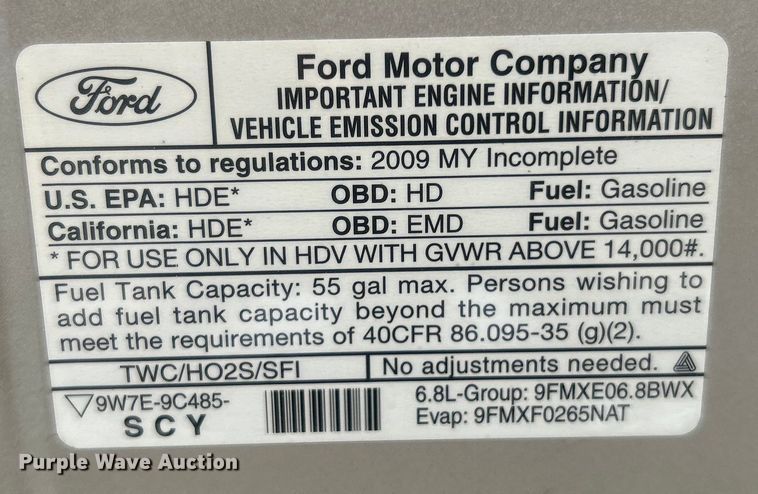 Ford
Ford Motor Company
IMPORTANT ENGINE INFORMATION/
VEHICLE EMISSION CONTROL INFORMATION
Conforms to regulations: 2009 MY Incomplete
U.S. EPA: HDE* OBD: HD Fuel: Gasoline
California: HDE* OBD: EMD Fuel: Gasoline
* FOR USE ONLY IN HDV WITH GVWR ABOVE 14,000#.
Fuel Tank Capacity: 55 gal max. Persons wishing to
add fuel tank capacity beyond the maximum must
meet the requirements of 40CFR 86.095-35 (g)(2).
TWC/HO2S/SFI No adjustments needed.
9W7E-9C485- 6.8L-Group: 9FMXE06.8BWX
SCY Evap: 9FMXF0265NAT
Purple Wave Auction